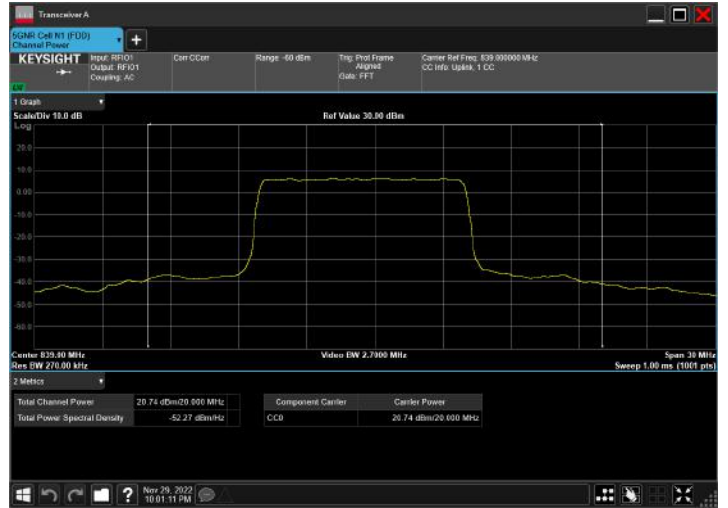 Transceiver A
5GNR Cell N1 (FDD)
Channel Power
KEYSIGHT
Input: RFIO1
Output: RFIO1
Coupling: AC
Corr CCorr
Range -60 dBm
Trig: Prot Frame
Aligned
Gate: FFT
Carrier Ref Freq: 839.000000 MHz
CC Info: Uplink, 1 CC
1 Graph
Scale/Div 10.0 dB
Ref Value 30.00 dBm
Log
20.0
10.0
0.00
-10.0
-20.0
-30.0
-40.0
-50.0
-60.0
Center 839.00 MHz
Video BW 2.7000 MHz
Span 30 MHz
Res BW 270.00 kHz
Sweep 1.00 ms (1001 pts)
2 Metrics
Total Channel Power 20.74 dBm/20.000 MHz
Total Power Spectral Density -52.27 dBm/Hz
Component Carrier Carrier Power
CC0 20.74 dBm/20.000 MHz
Nov 29, 2022
10:01:11 PM